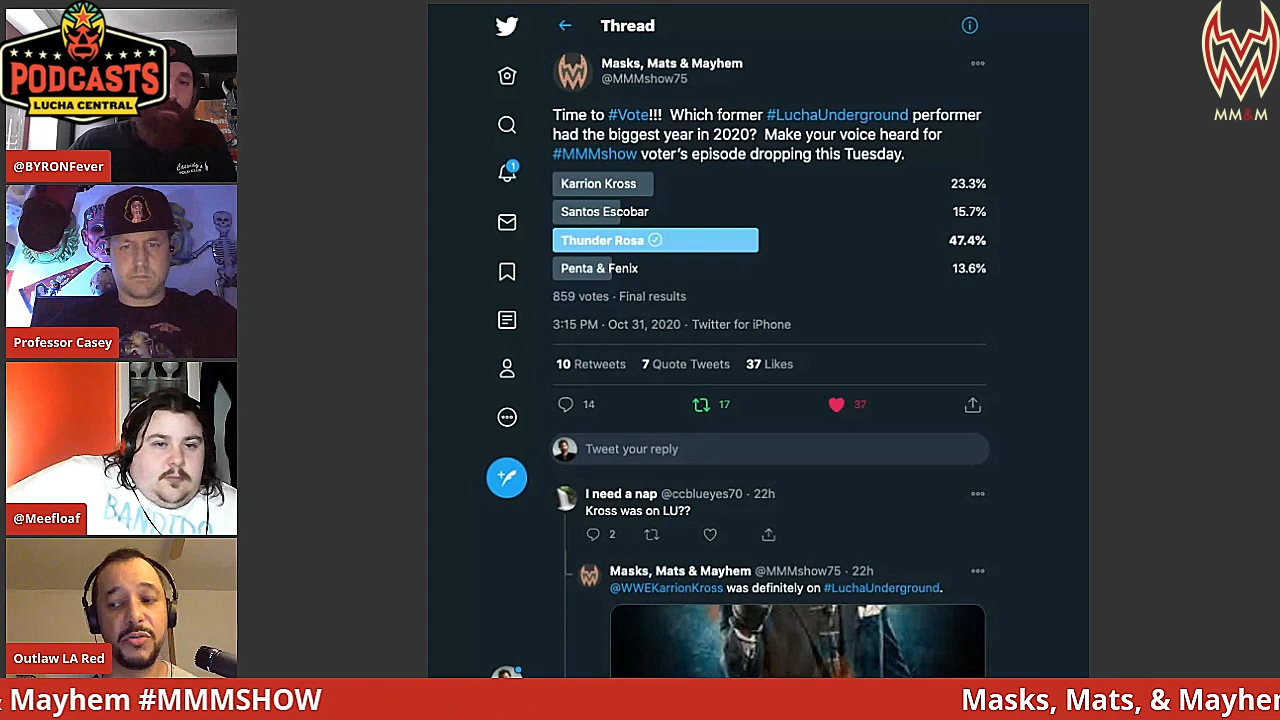 PODCASTS
LUCHA CENTRAL
@BYRONFever
Professor Casey
BANDIDO
@Meefloaf
Outlaw LA Red
Thread
Masks, Mats & Mayhem
@MMMshow75
Time to #Vote!!! Which former #LuchaUnderground performer
had the biggest year in 2020? Make your voice heard for
#MMMshow voter's episode dropping this Tuesday.
Karrion Kross 23.3%
Santos Escobar 15.7%
Thunder Rosa 47.4%
Penta & Fenix 13.6%
859 votes · Final results
3:15 PM · Oct 31, 2020 · Twitter for iPhone
10 Retweets 7 Quote Tweets 37 Likes
14 17 37
Tweet your reply
I need a nap @ccblueyes70 · 22h
Kross was on LU??
2
Masks, Mats & Mayhem @MMMshow75 · 22h
@WWEKarrionKross was definitely on #LuchaUnderground.
1
MM&M
& Mayhem #MMMSHOW
Masks, Mats, & Mayhem